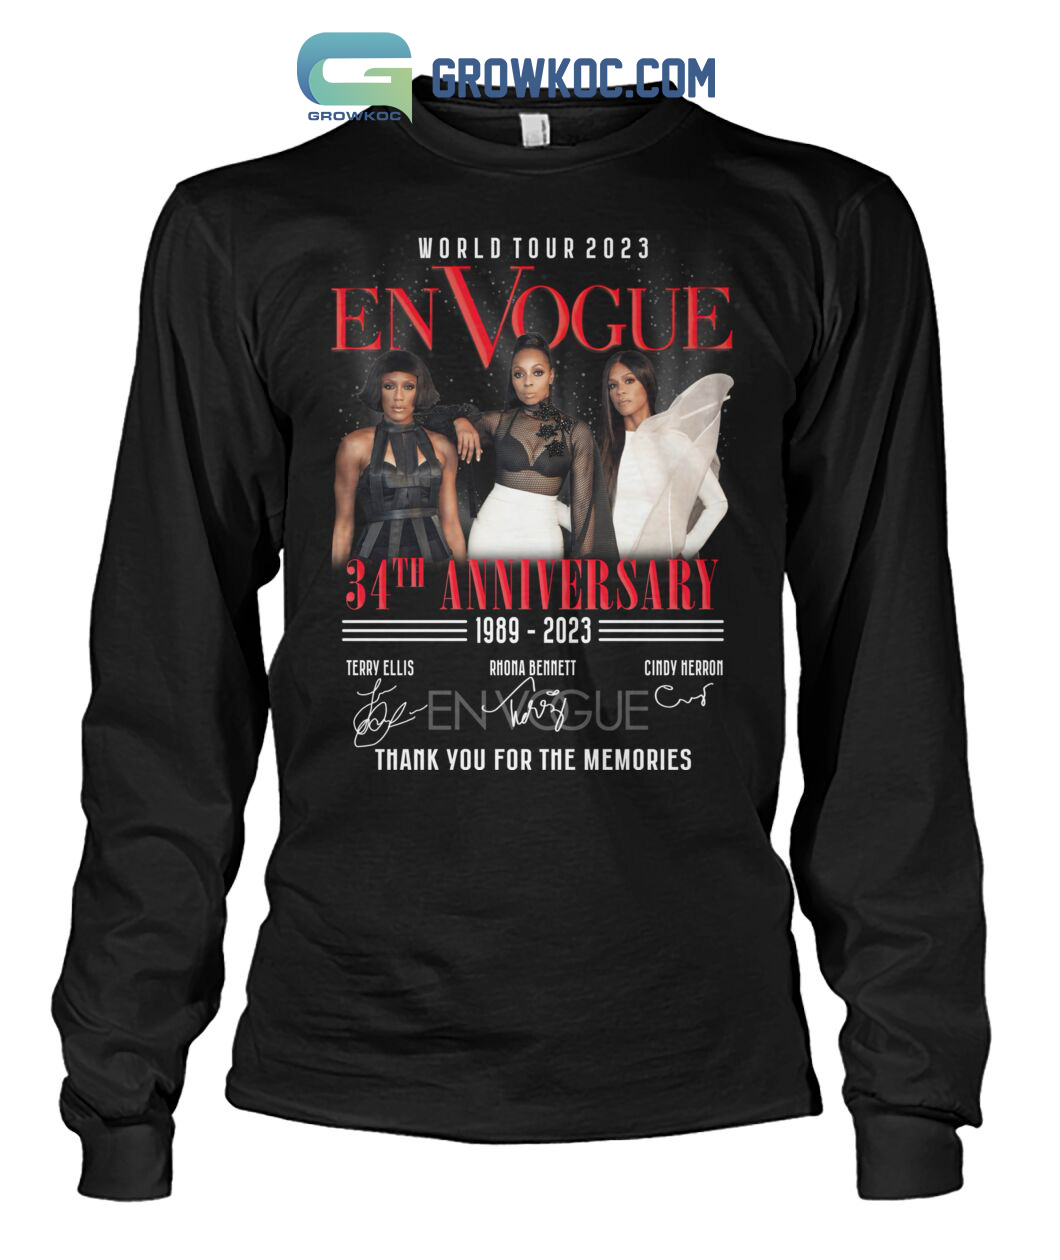 GROWKOC.COM
GROWKOC
WORLD TOUR 2023
EN VOGUE
34TH ANNIVERSARY
1989 - 2023
TERRY ELLIS RHONA BENNETT CINDY HERRON
EN VOGUE
THANK YOU FOR THE MEMORIES